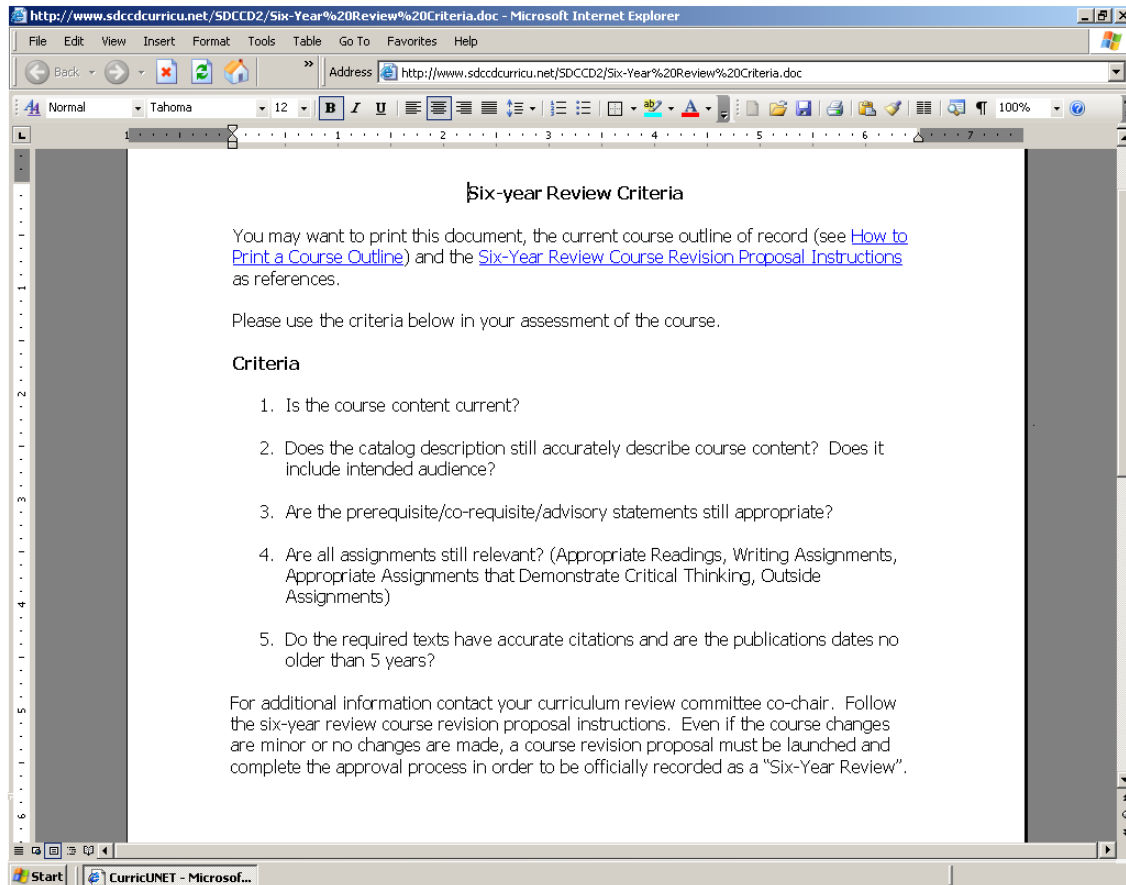 http://www.sdccdcurricu.net/SDCCD2/Six-Year%20Review%20Criteria.doc - Microsoft Internet Explorer
File Edit View Insert Format Tools Table Go To Favorites Help
Back » Address http://www.sdccdcurricu.net/SDCCD2/Six-Year%20Review%20Criteria.doc
Normal Tahoma 12 B I U 100%
1 1 2 3 4 5 6 7
Six-year Review Criteria
You may want to print this document, the current course outline of record (see How to
Print a Course Outline) and the Six-Year Review Course Revision Proposal Instructions
as references.
Please use the criteria below in your assessment of the course.
Criteria
1. Is the course content current?
2. Does the catalog description still accurately describe course content? Does it
include intended audience?
3. Are the prerequisite/co-requisite/advisory statements still appropriate?
4. Are all assignments still relevant? (Appropriate Readings, Writing Assignments,
Appropriate Assignments that Demonstrate Critical Thinking, Outside
Assignments)
5. Do the required texts have accurate citations and are the publications dates no
older than 5 years?
For additional information contact your curriculum review committee co-chair. Follow
the six-year review course revision proposal instructions. Even if the course changes
are minor or no changes are made, a course revision proposal must be launched and
complete the approval process in order to be officially recorded as a “Six-Year Review”.
Start CurricUNET - Microsof...